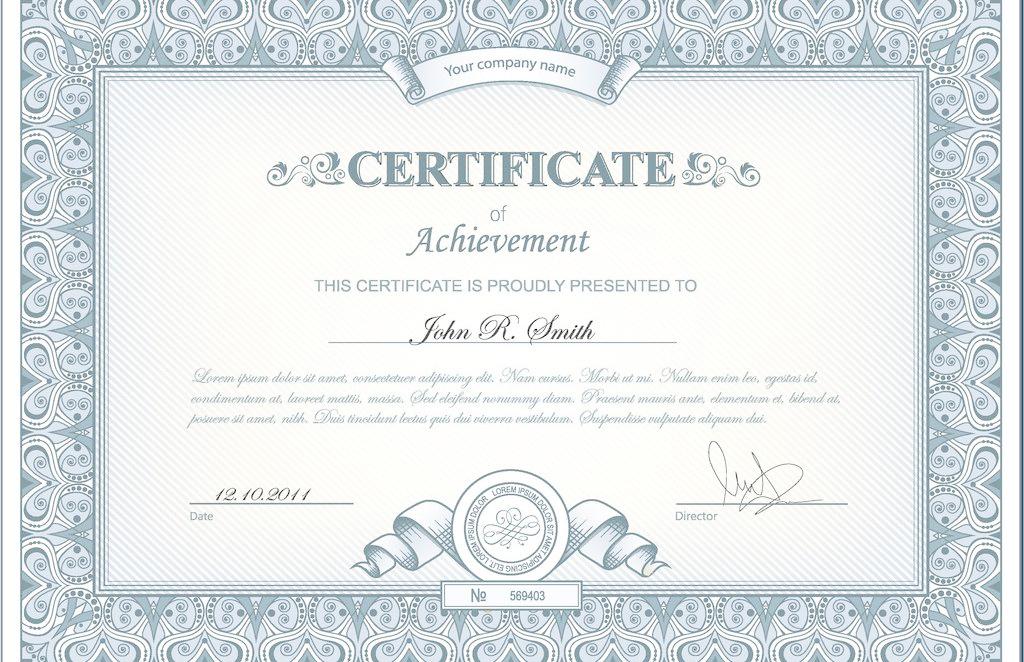 Your company name
CERTIFICATE
of
Achievement
THIS CERTIFICATE IS PROUDLY PRESENTED TO
John R. Smith
Lorem ipsum dolor sit amet, consectetuer adipiscing elit. Nam cursus. Morbi ut mi. Nullam enim leo, egestas id,
condimentum at, laoreet mattis, massa. Sed eleifend nonummy diam. Praesent mauris ante, elementum et, bibend at,
posuere sit amet, nibh. Duis tincidunt lectus quis dui viverra vestibulum. Suspendisse vulputate aliquam dui.
12.10.2011
Date
Director
LOREM IPSUM DOLOR SIT AMET ADIPISCING ELIT LOREM IPSUM DOLOR
№ 569403